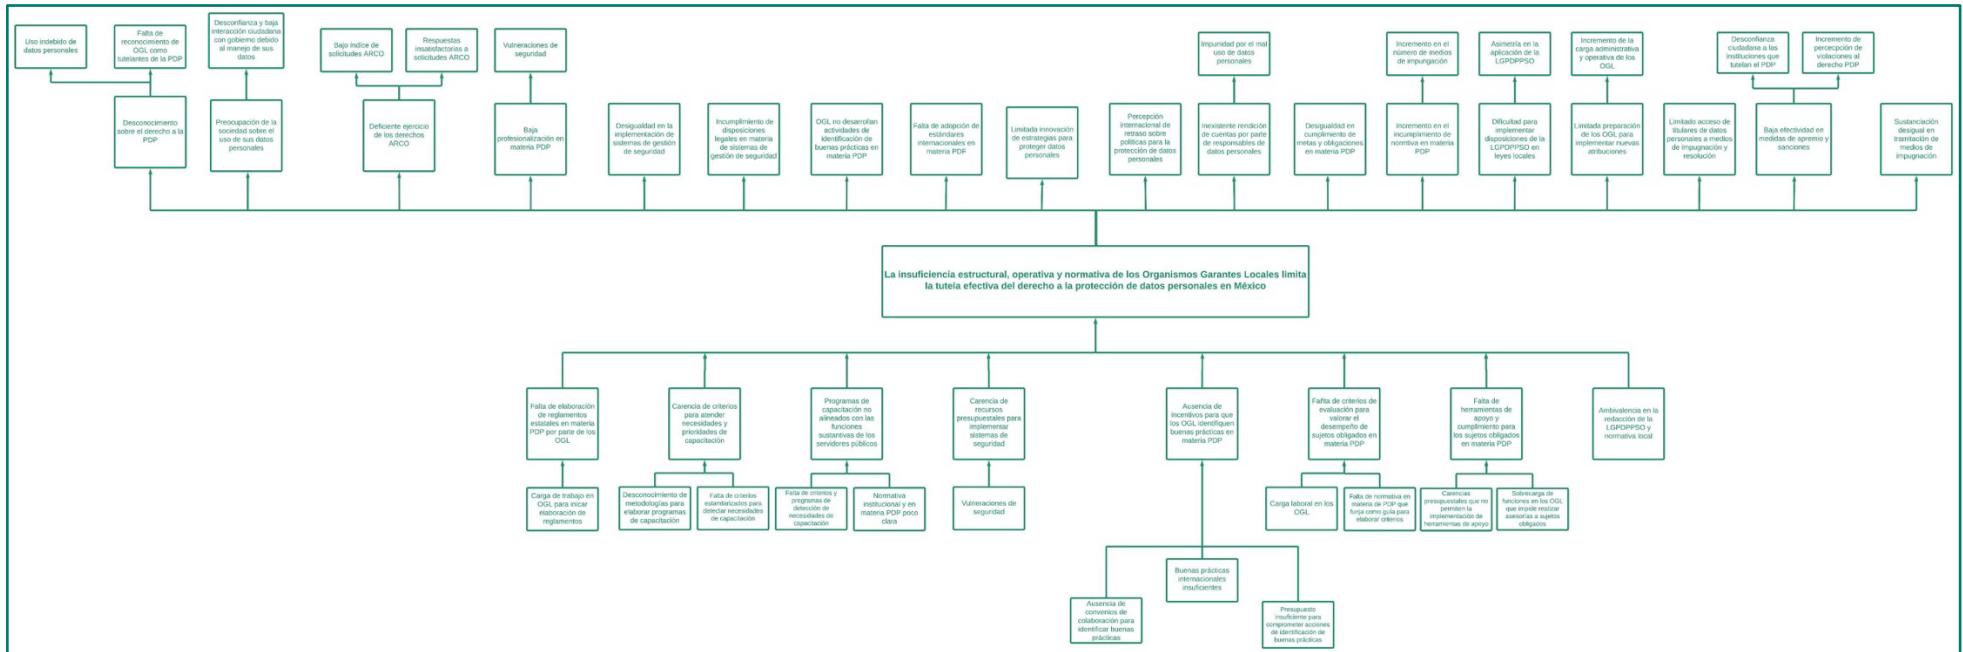 Uso indebido de
datos personales
Falta de
reconocimiento de
OGL como
tutelantes de la PDP
Desconfianza y baja
interacción ciudadana
con gobierno debido
al manejo de sus
datos
Bajo índice de
solicitudes ARCO
Respuestas
insatisfactorias a
solicitudes ARCO
Vulneraciones de
seguridad
Impunidad por el mal
uso de datos
personales
Incremento en el
número de medios
de impungación
Asimetría en la
aplicación de la
LGPDPPSO
Incremento de la
carga administrativa
y operativa de los
OGL
Desconfianza
ciudadana a las
instituciones que
tutelan el PDP
Incremento de
percecpción de
violaciones al
derecho PDP
Desconocimiento
sobre el derecho a la
PDP
Preocupación de la
sociedad sobre el
uso de sus datos
personales
Deficiente ejercicio
de los derechos
ARCO
Baja
profesionalización en
materia PDP
Desigualdad en la
implementación de
sistemas de gestión
de seguridad
Incumplimiento de
disposiciones
legales en materia
de sistemas de
gestión de seguridad
OGL no desarrollan
actividades de
identificación de
buenas prácticas en
matería PDP
Falta de adopción de
estándares
internacionales en
materia PDF
Limitada innovación
de estrategias para
proteger datos
personales
Percepción
internacional de
retraso sobre
políticas para la
protección de datos
personales
Inexistente rendición
de cuentas por parte
de responsables de
datos personales
Desigualdad en
cumplimiento de
metas y obligaciones
en materia PDP
Incremento en el
incumplimiento de
normtiva en materia
PDP
Dificultad para
implementar
disposiciones de la
LGPDPPSO en
leyes locales
Limitada preparación
de los OGL para
implementar nuevas
atribuciones
Limitado acceso de
titulares de datos
personales a medios
de impugnación y
resolución
Baja efectividad en
medidas de apremio y
sanciones
Sustanciación
desigual en
tramitación de
medios de
impugnación
La insuficiencia estructural, operativa y normativa de los Organismos Garantes Locales limita
la tutela efectiva del derecho a la protección de datos personales en México
Falta de elaboración
de reglamentos
estatales en materia
PDP por parte de los
OGL
Carencia de criterios
para atender
necesidades y
prioridades de
capacitación
Programas de
capacitación no
alineados con las
funciones
sustantivas de los
servidores públicos
Carencia de
recursos
presupuestales para
implementar
sistemas de
seguridad
Ausencia de
incentivos para que
los OGL identifiquen
buenas prácticas en
materia PDP
Fañta de criterios de
evaluación para
valorar el
desempeño de
sujetos obligados en
materia PDP
Falta de
herramientas de
apoyo y
cumplimiento para
los sujetos obligados
en materia PDP
Ambivalencia en la
redacción de la
LGPDPPSO y
normativa local
Carga de trabajo en
OGL para inicar
elaboración de
reglamentos
Desconocimiento de
metodologías para
elaborar programas
de capacitación
Falta de criterios
estandarizados para
detectar necesidades
de capacitación
Falta de criterios y
programas de
detección de
necesidades de
capacitación
Normativa
institucional y en
materia PDP poco
clara
Vulneraciones de
seguridad
Carga laboral en los
OGL
Falta de normativa en
materia de PDP que
funja como guía para
elaborar criterios
Carencias
presupuestales que no
permiten la
implementación de
herramientas de apoyo
Sobrecarga de
funciones en los OGL
que impide realizar
asesorías a sujetos
obligados
Buenas prácticas
internacionales
insuficientes
Ausencia de
convenios de
colaboración para
identificar buenas
prácticas
Presupuesto
insuficiente para
comprometer acciones
de identificación de
buenas prácticas